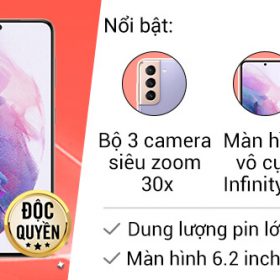 Nổi bật:
Bộ 3 camera
siêu zoom
30x
Màn h
vô cự
Infinity
ĐỘC
QUYỀN
Dung lượng pin lớ
Màn hình 6.2 inch